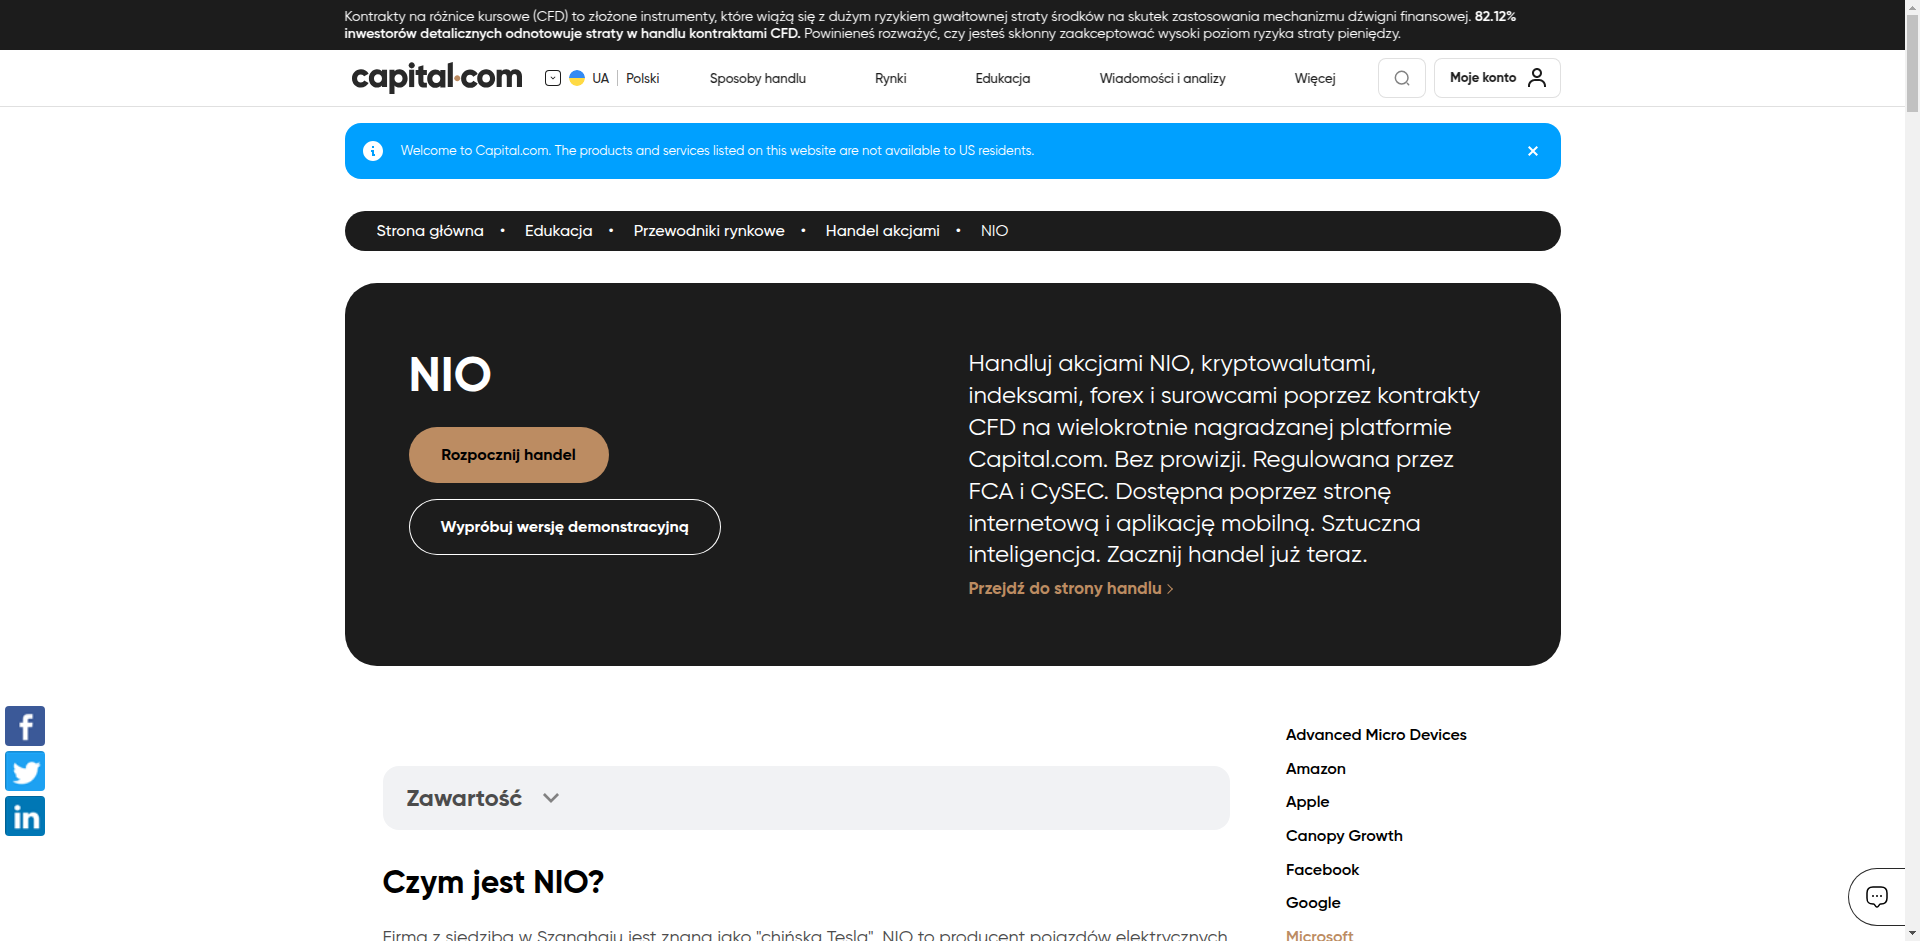 Kontrakty na różnice kursowe (CFD) to złożone instrumenty, które wiążą się z dużym ryzykiem gwałtownej straty środków na skutek zastosowania mechanizmu dźwigni finansowej. 82.12%
inwestorów detalicznych odnotowuje straty w handlu kontraktami CFD. Powinieneś rozważyć, czy jesteś skłonny zaakceptować wysoki poziom ryzyka straty pieniędzy.
capital.com UA Polski Sposoby handlu Rynki Edukacja Wiadomości i analizy Więcej Moje konto
Welcome to Capital.com. The products and services listed on this website are not available to US residents.
Strona główna • Edukacja • Przewodniki rynkowe • Handel akcjami • NIO
NIO
Rozpocznij handel
Wypróbuj wersję demonstracyjną
Handluj akcjami NIO, kryptowalutami,
indeksami, forex i surowcami poprzez kontrakty
CFD na wielokrotnie nagradzanej platformie
Capital.com. Bez prowizji. Regulowana przez
FCA i CySEC. Dostępna poprzez stronę
internetową i aplikację mobilną. Sztuczna
inteligencja. Zacznij handel już teraz.
Przejdź do strony handlu
Zawartość
Czym jest NIO?
Firma z siedzibą w Szanghaju jest znana jako "chińska Tesla". NIO to producent pojazdów elektrycznych
Advanced Micro Devices
Amazon
Apple
Canopy Growth
Facebook
Google
Microsoft